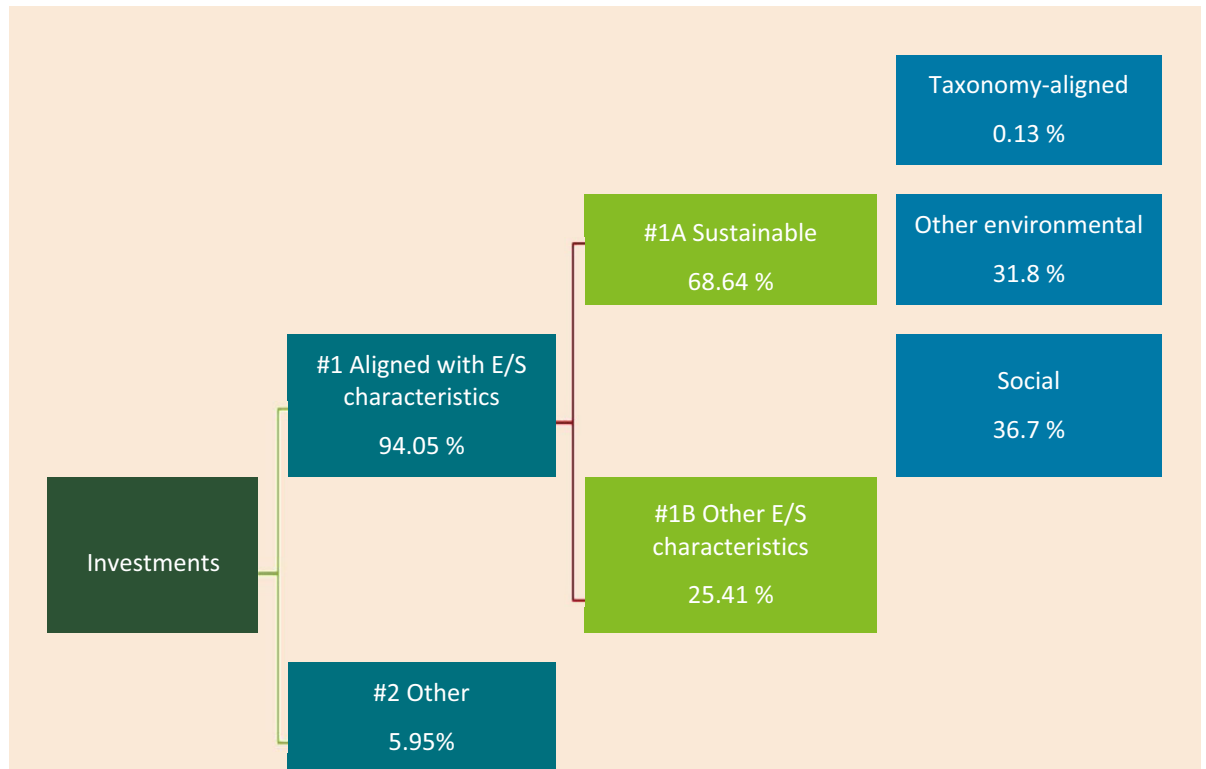 Taxonomy-aligned
0.13 %
#1A Sustainable
68.64 %
Other environmental
31.8 %
#1 Aligned with E/S
characteristics
94.05 %
Social
36.7 %
Investments
#1B Other E/S
characteristics
25.41 %
#2 Other
5.95%